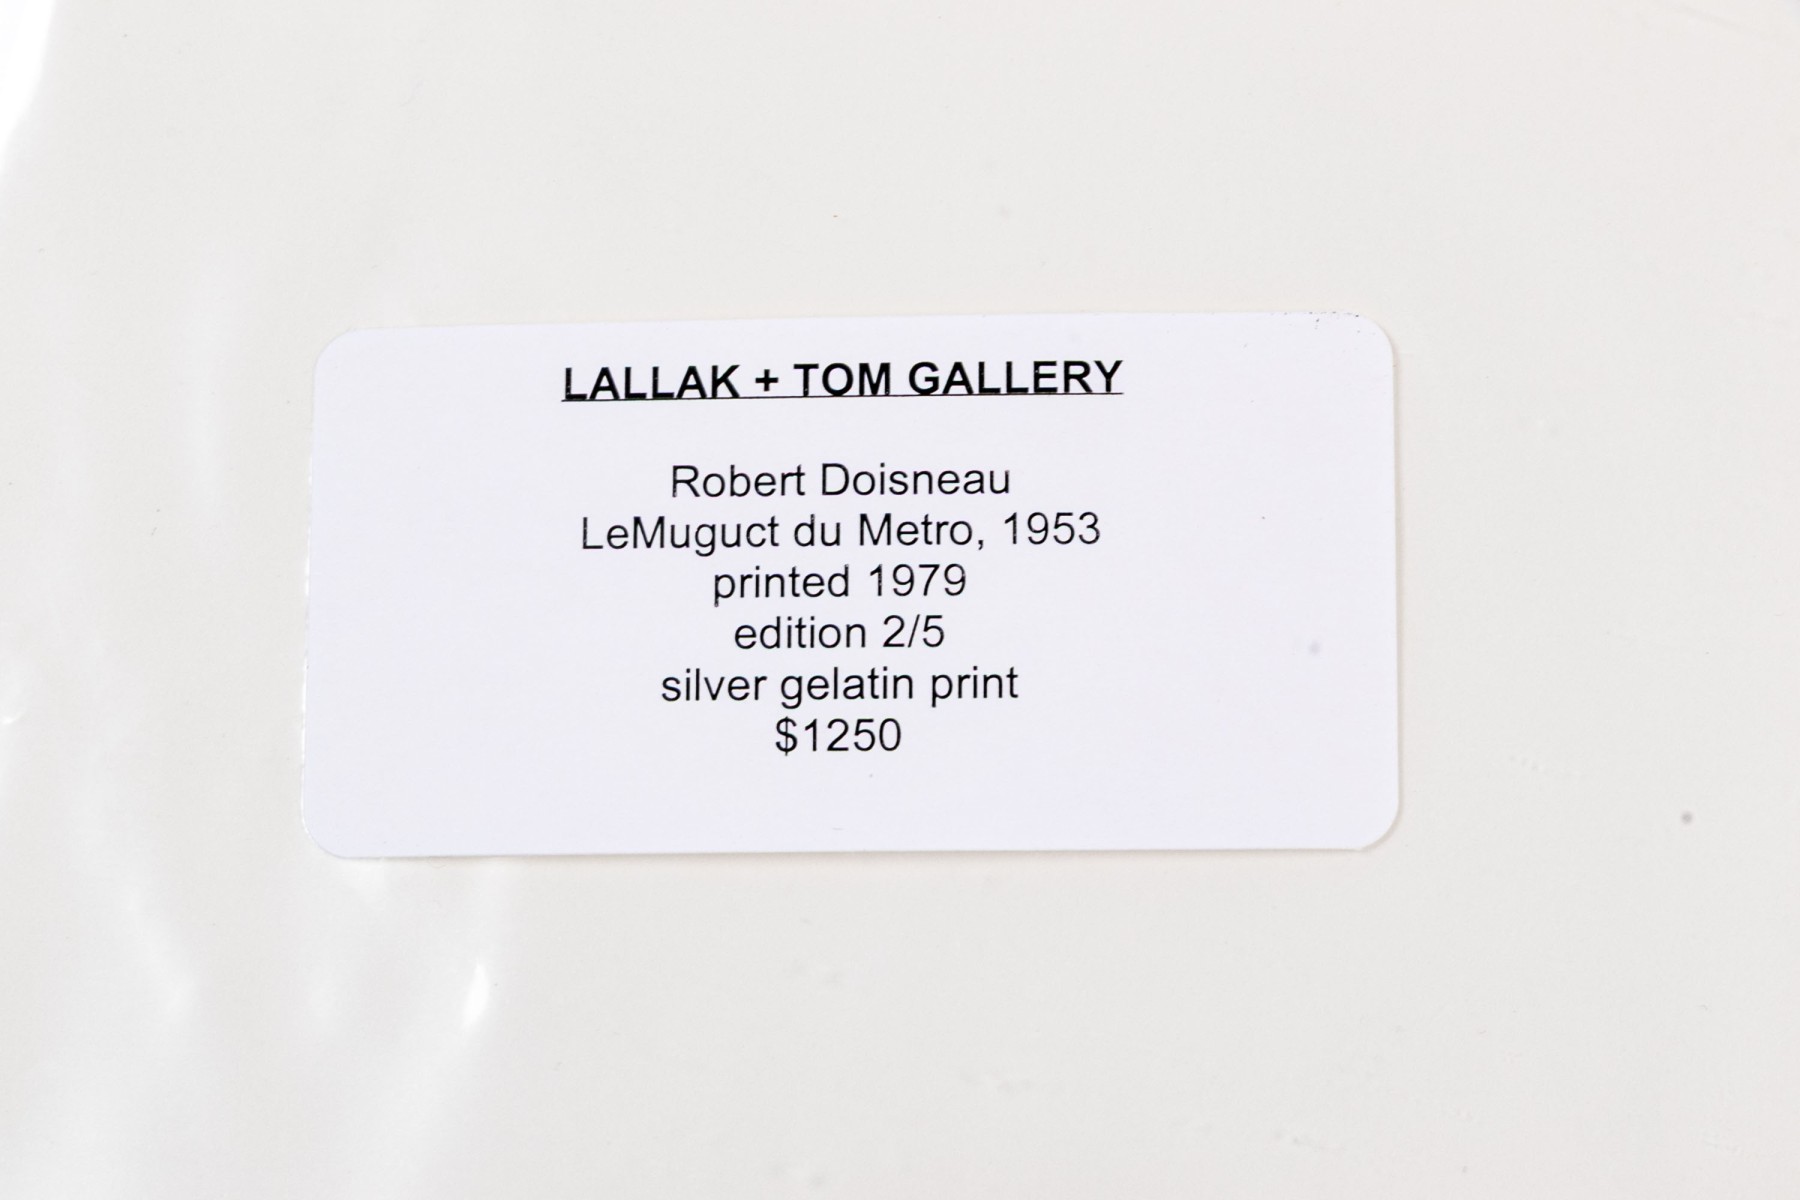 LALLAK + TOM GALLERY
Robert Doisneau
LeMuguct du Metro, 1953
printed 1979
edition 2/5
silver gelatin print
$1250